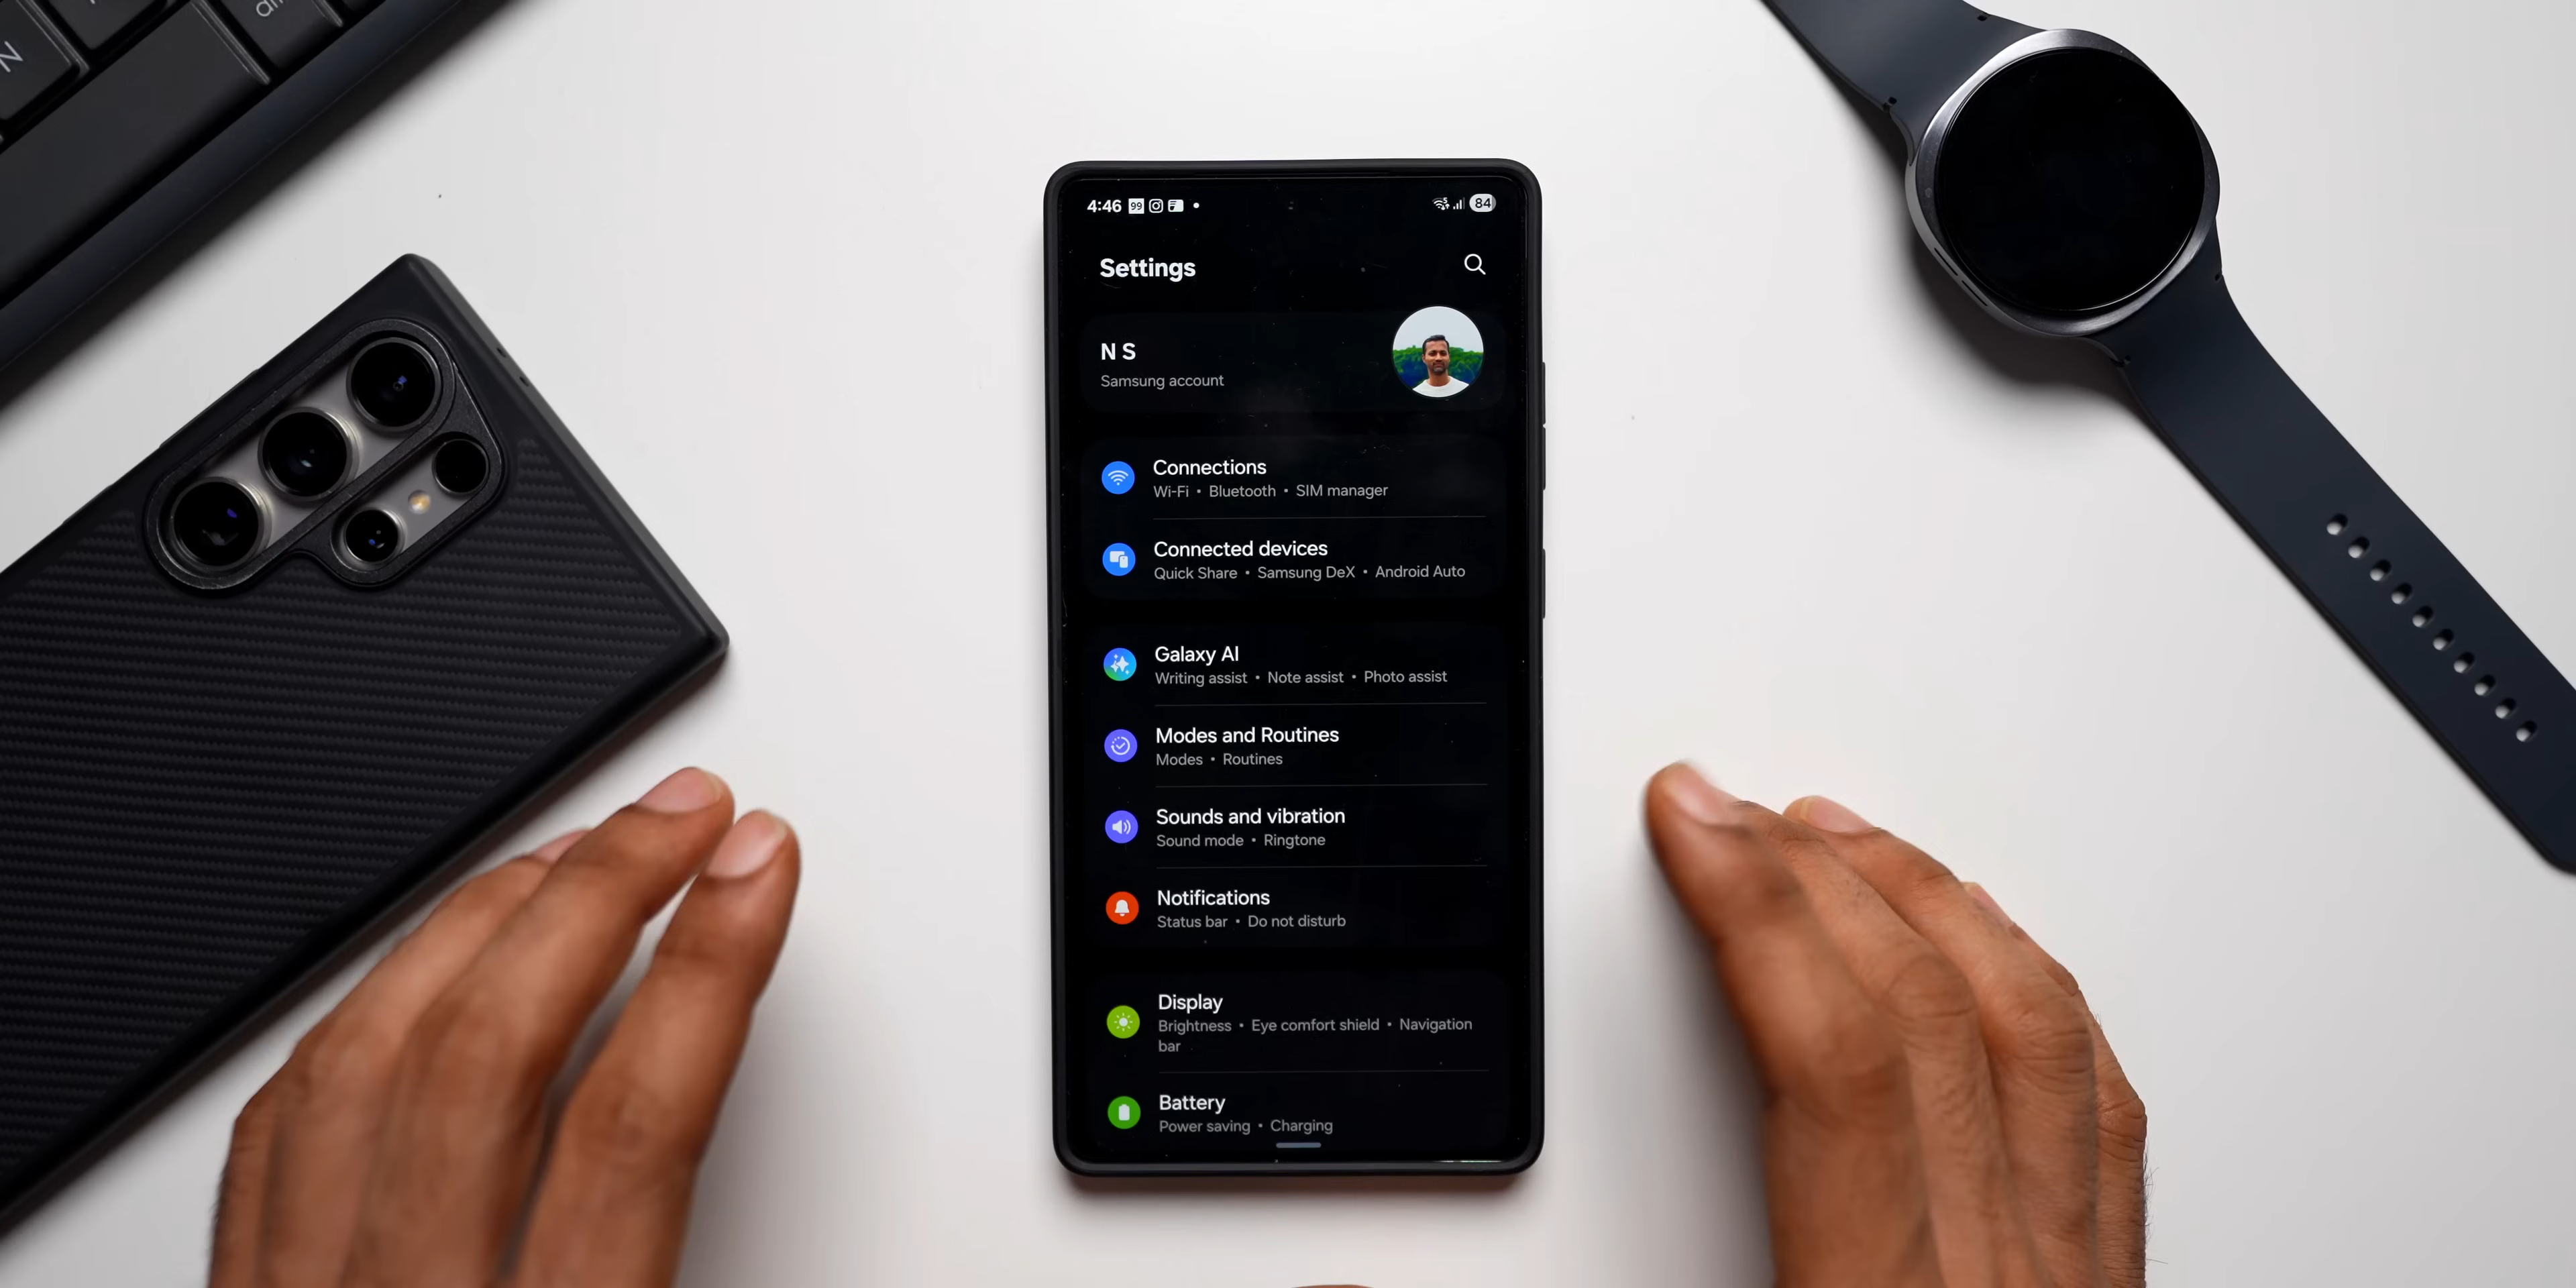 N
4:46 99
84
Settings
N S
Samsung account
Connections
Wi-Fi • Bluetooth • SIM manager
Connected devices
Quick Share • Samsung DeX • Android Auto
Galaxy AI
Writing assist • Note assist • Photo assist
Modes and Routines
Modes • Routines
Sounds and vibration
Sound mode • Ringtone
Notifications
Status bar • Do not disturb
Display
Brightness • Eye comfort shield • Navigation
bar
Battery
Power saving • Charging